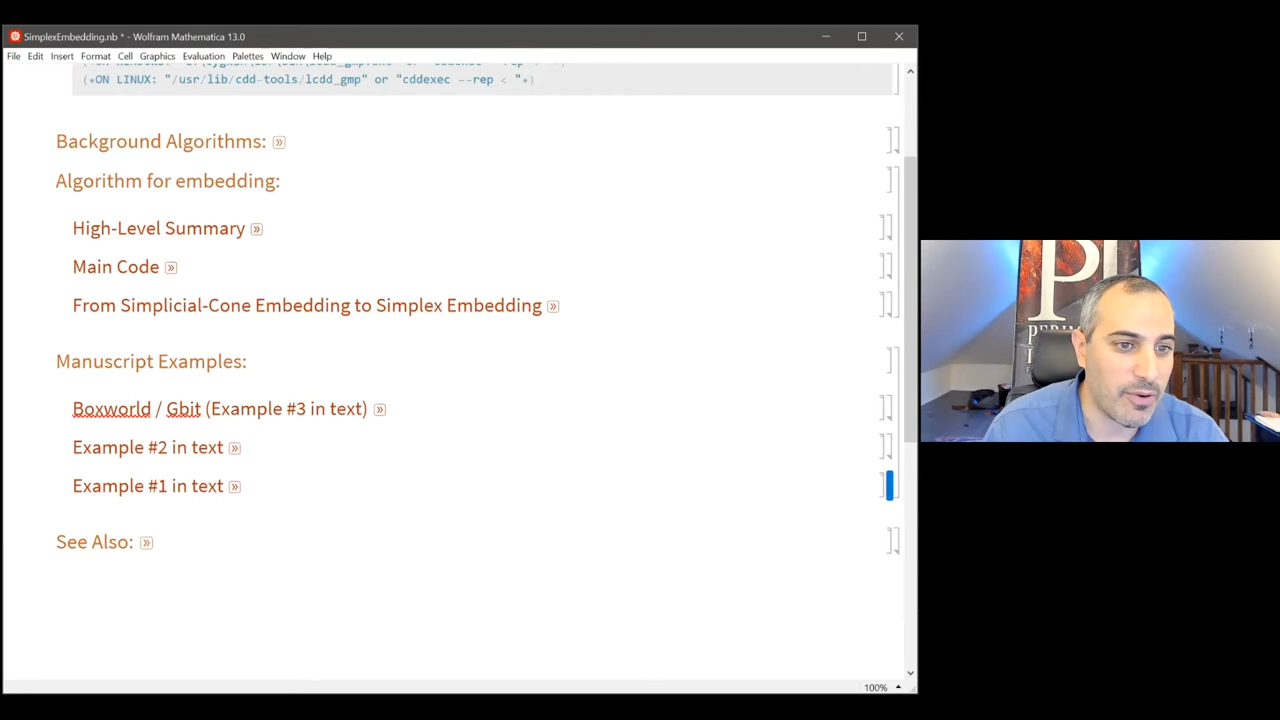 SimplexEmbedding.nb * - Wolfram Mathematica 13.0
File Edit Insert Format Cell Graphics Evaluation Palettes Window Help
(*ON LINUX: "/usr/lib/cdd-tools/lcdd_gmp" or "cddexec --rep < "*)
Background Algorithms:
Algorithm for embedding:
High-Level Summary
Main Code
From Simplicial-Cone Embedding to Simplex Embedding
Manuscript Examples:
Boxworld / Gbit (Example #3 in text)
Example #2 in text
Example #1 in text
See Also:
100%
PI